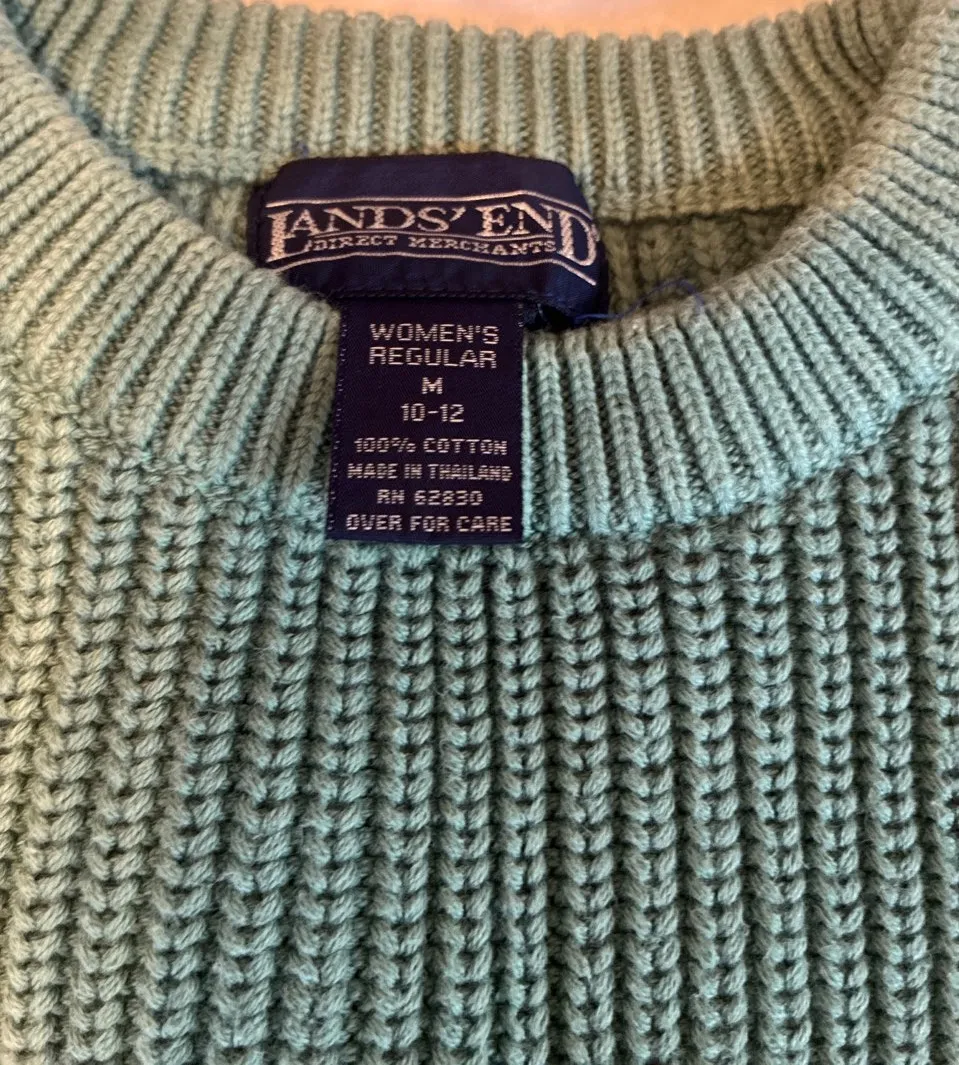 LANDS' END®
DIRECT MERCHANTS
WOMEN'S
REGULAR
M
10-12
100% COTTON
MADE IN THAILAND
RN 62830
OVER FOR CARE